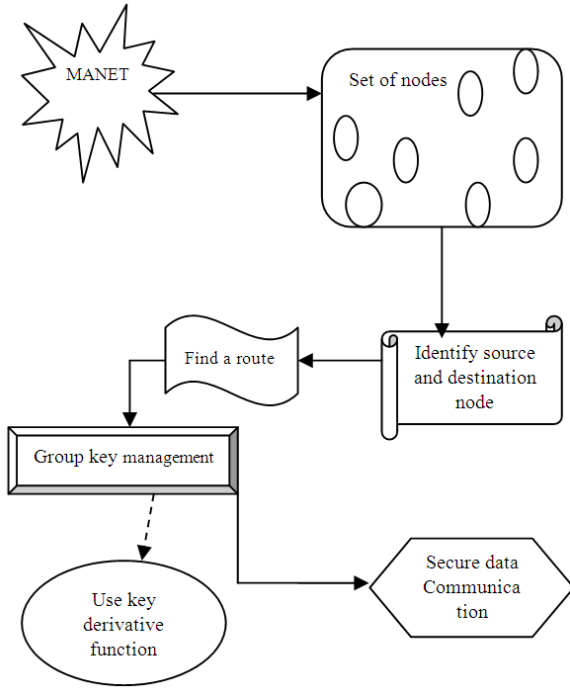 MANET
Set of nodes
Identify source
and destination
node
Find a route
Group key management
Use key
derivative
function
Secure data
Communica
tion